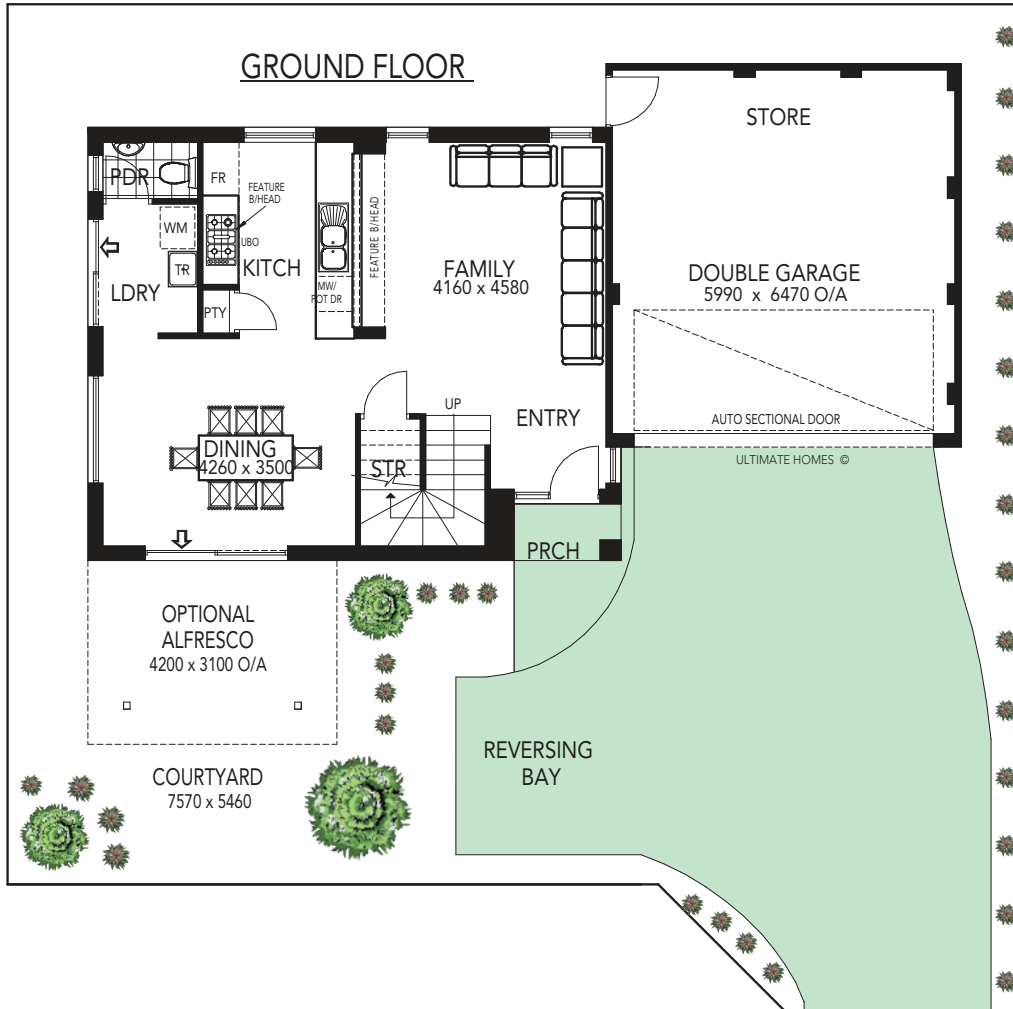 GROUND FLOOR
STORE
PDR
FR
FEATURE
B/HEAD
WM
UBO
FEATURE B/HEAD
TR
KITCH
FAMILY
4160 x 4580
DOUBLE GARAGE
5990 x 6470 O/A
LDRY
MW/
POT DR
PTY
UP
ENTRY
AUTO SECTIONAL DOOR
DINING
4260 x 3500
STR
ULTIMATE HOMES ©
PRCH
OPTIONAL
ALFRESCO
4200 x 3100 O/A
REVERSING
BAY
COURTYARD
7570 x 5460